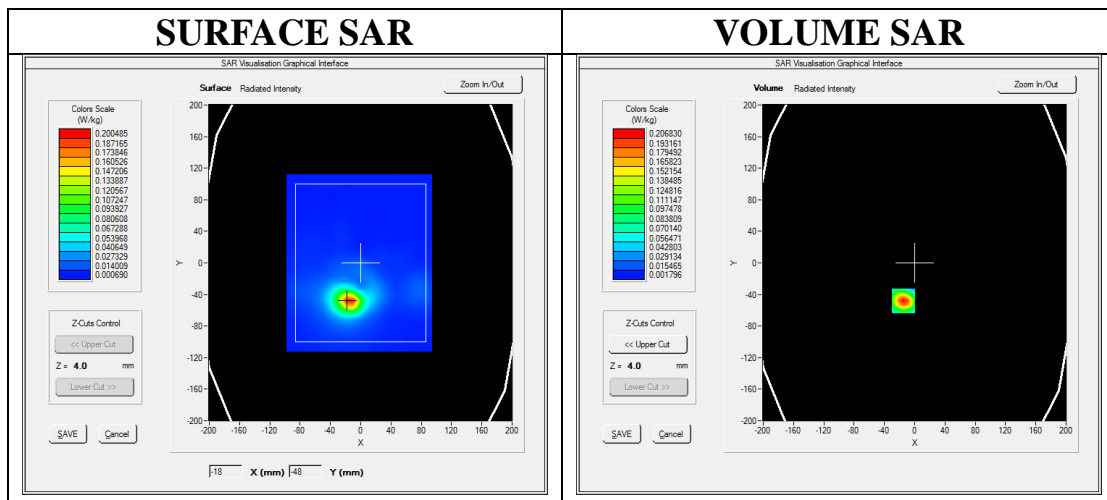 SURFACE SAR
SAR Visualisation Graphical Interface
Surface Radiated Intensity
Zoom In/Out
Colors Scale
(W/kg)
0.200485
0.187165
0.173846
0.160526
0.147206
0.133887
0.120567
0.107247
0.093927
0.080608
0.067288
0.053968
0.040649
0.027329
0.014009
0.000690
Z-Cuts Control
<< Upper Cut
Z = 4.0 mm
Lower Cut >>
SAVE Cancel
200
160
120
80
40
0
-40
-80
-120
-160
-200
Y
-200 -160 -120 -80 -40 0 40 80 120 160 200
X
-18 X (mm) -48 Y (mm)
VOLUME SAR
SAR Visualisation Graphical Interface
Volume Radiated Intensity
Zoom In/Out
Colors Scale
(W/kg)
0.206830
0.193161
0.179492
0.165823
0.152154
0.138485
0.124816
0.111147
0.097478
0.083809
0.070140
0.056471
0.042803
0.029134
0.015465
0.001796
Z-Cuts Control
<< Upper Cut
Z = 4.0 mm
Lower Cut >>
SAVE Cancel
200
160
120
80
40
0
-40
-80
-120
-160
-200
Y
-200 -160 -120 -80 -40 0 40 80 120 160 200
X